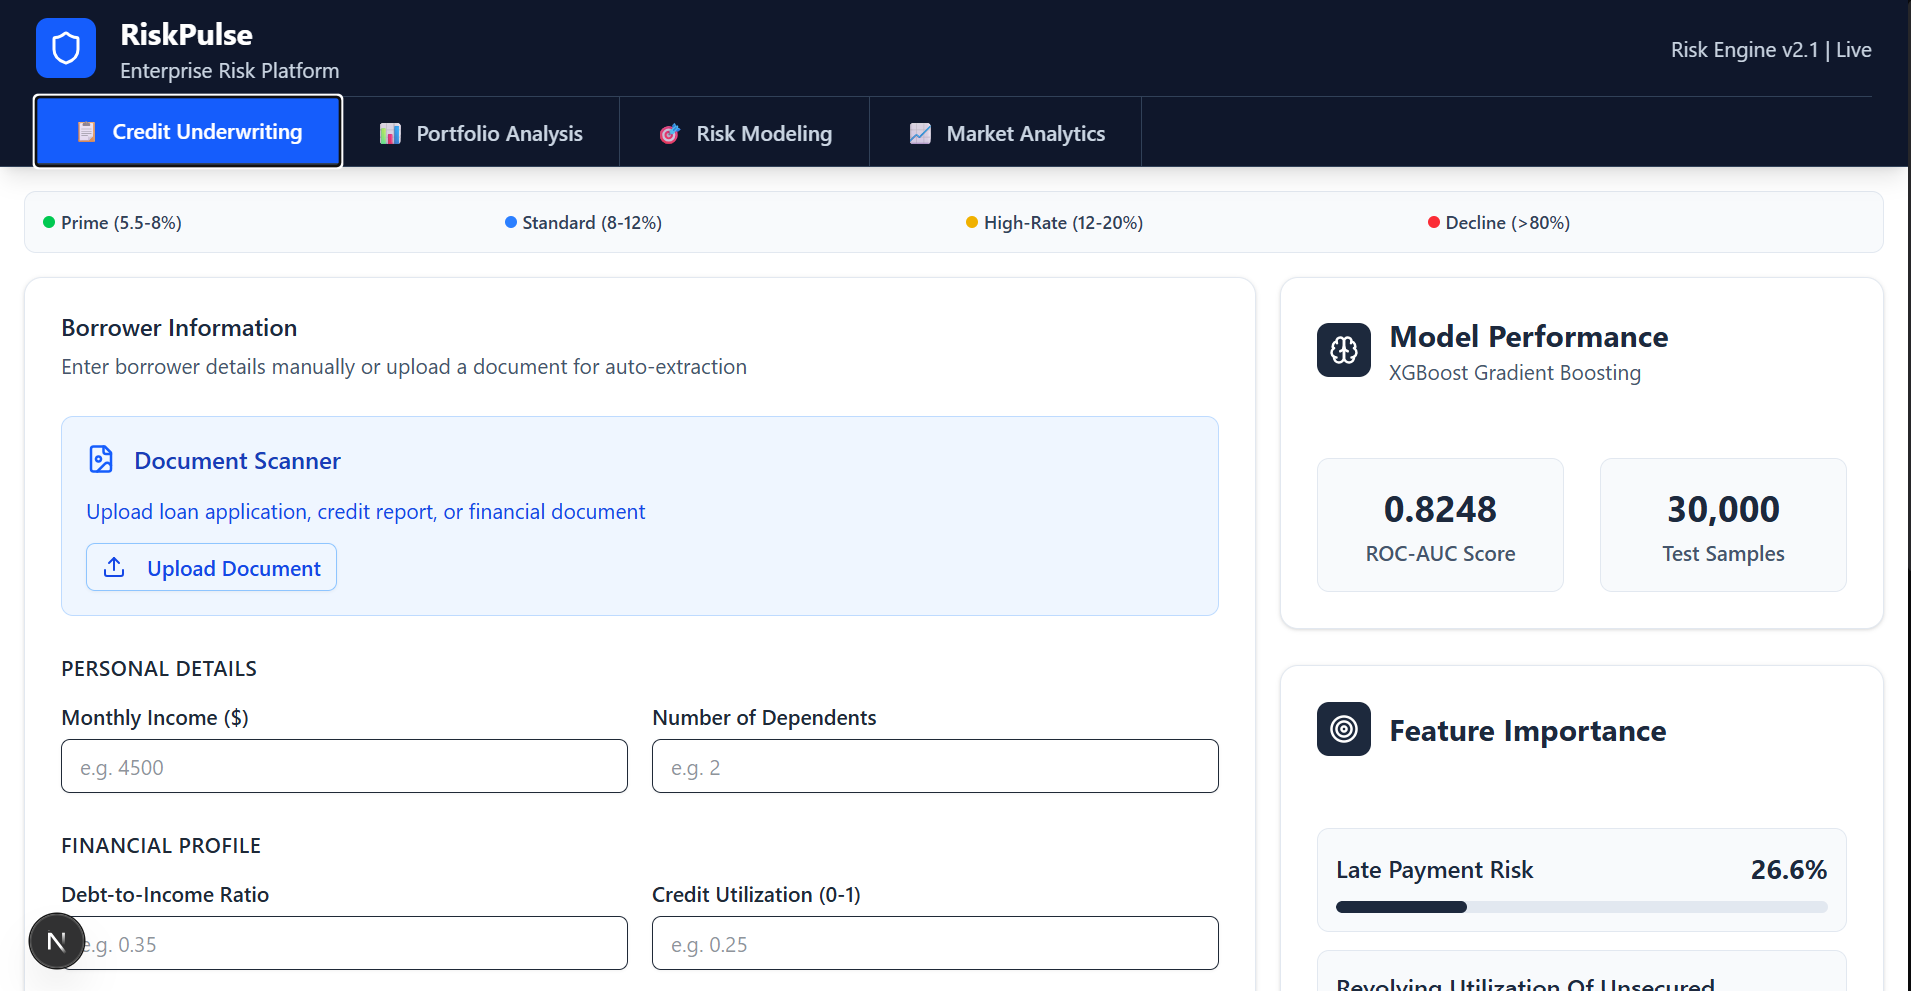 RiskPulse
Enterprise Risk Platform
Risk Engine v2.1 | Live
Credit Underwriting
Portfolio Analysis
Risk Modeling
Market Analytics
Prime (5.5-8%)
Standard (8-12%)
High-Rate (12-20%)
Decline (>80%)
Borrower Information
Enter borrower details manually or upload a document for auto-extraction
Document Scanner
Upload loan application, credit report, or financial document
Upload Document
PERSONAL DETAILS
Monthly Income ($)
Number of Dependents
e.g. 4500
e.g. 2
FINANCIAL PROFILE
Debt-to-Income Ratio
Credit Utilization (0-1)
N
e.g. 0.35
e.g. 0.25
Model Performance
XGBoost Gradient Boosting
0.8248
ROC-AUC Score
30,000
Test Samples
Feature Importance
Late Payment Risk
26.6%
Revolving Utilization Of Unsecured